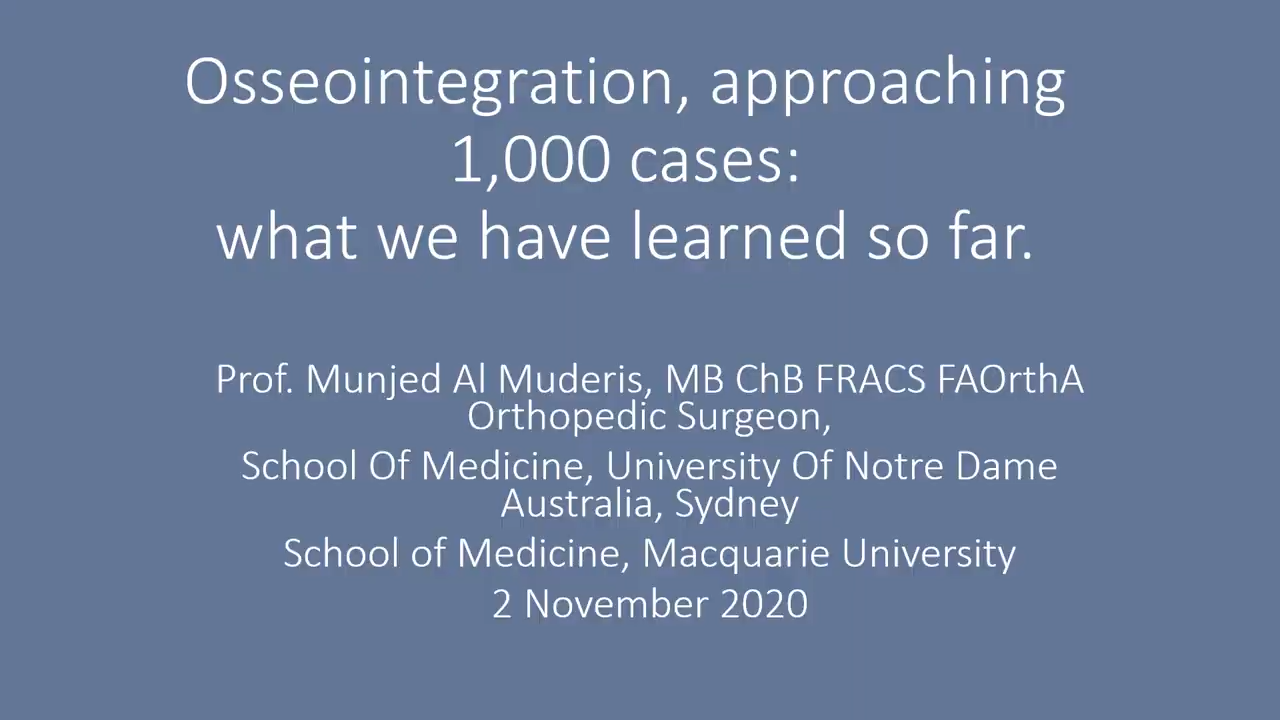 Osseointegration, approaching
1,000 cases:
what we have learned so far.
Prof. Munjed Al Muderis, MB ChB FRACS FAOrthA
Orthopedic Surgeon,
School Of Medicine, University Of Notre Dame
Australia, Sydney
School of Medicine, Macquarie University
2 November 2020